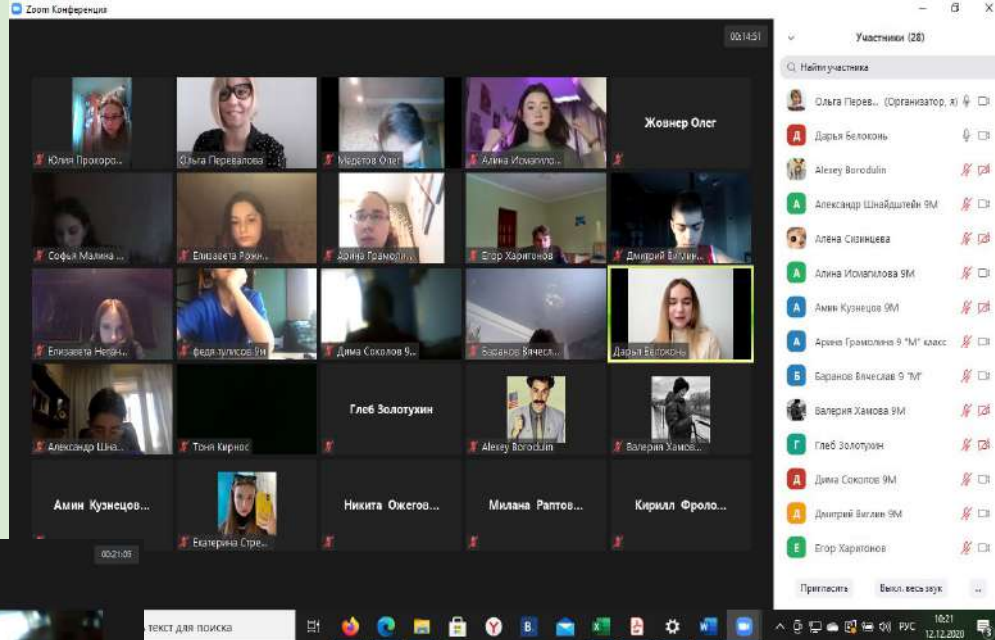 Zoom Конференция
00:14:51
Юлия Прохоро...
Ольга Перевалова
Медетов Олег
Алина Исмагило...
Жовнер Олег
Софья Малика ...
Елизавета Рожн...
Арина Грамоли...
Егор Харитонов
Дмитрий Виглин...
Елизавета Неган...
федя тулисов 9м
Дима Соколов 9...
Баранов Вячесл...
Дарья Белоконь
Александр Шна...
Тоня Кирнос
Глеб Золотухин
Alexey Borodulin
Валерия Хамов...
Амин Кузнецов...
Екатерина Стре...
Никита Ожегов...
Милана Раптов...
Кирилл Фроло...
Участники (28)
Найти участника
Ольга Перев... (Организатор, я)
Д Дарья Белоконь
Alexey Borodulin
А Александр Шнайдштейн 9М
Алёна Сизинцева
А Алина Исмагилова 9М
А Амин Кузнецов 9М
А Арина Грамолина 9 "М" класс
Б Баранов Вячеслав 9 "М"
Валерия Хамова 9М
Г Глеб Золотухин
Д Дима Соколов 9М
Д Дмитрий Виглин 9М
Е Егор Харитонов
Пригласить Выкл. весь звук ...
00:21:05
текст для поиска
РУС
10:21
12.12.2020